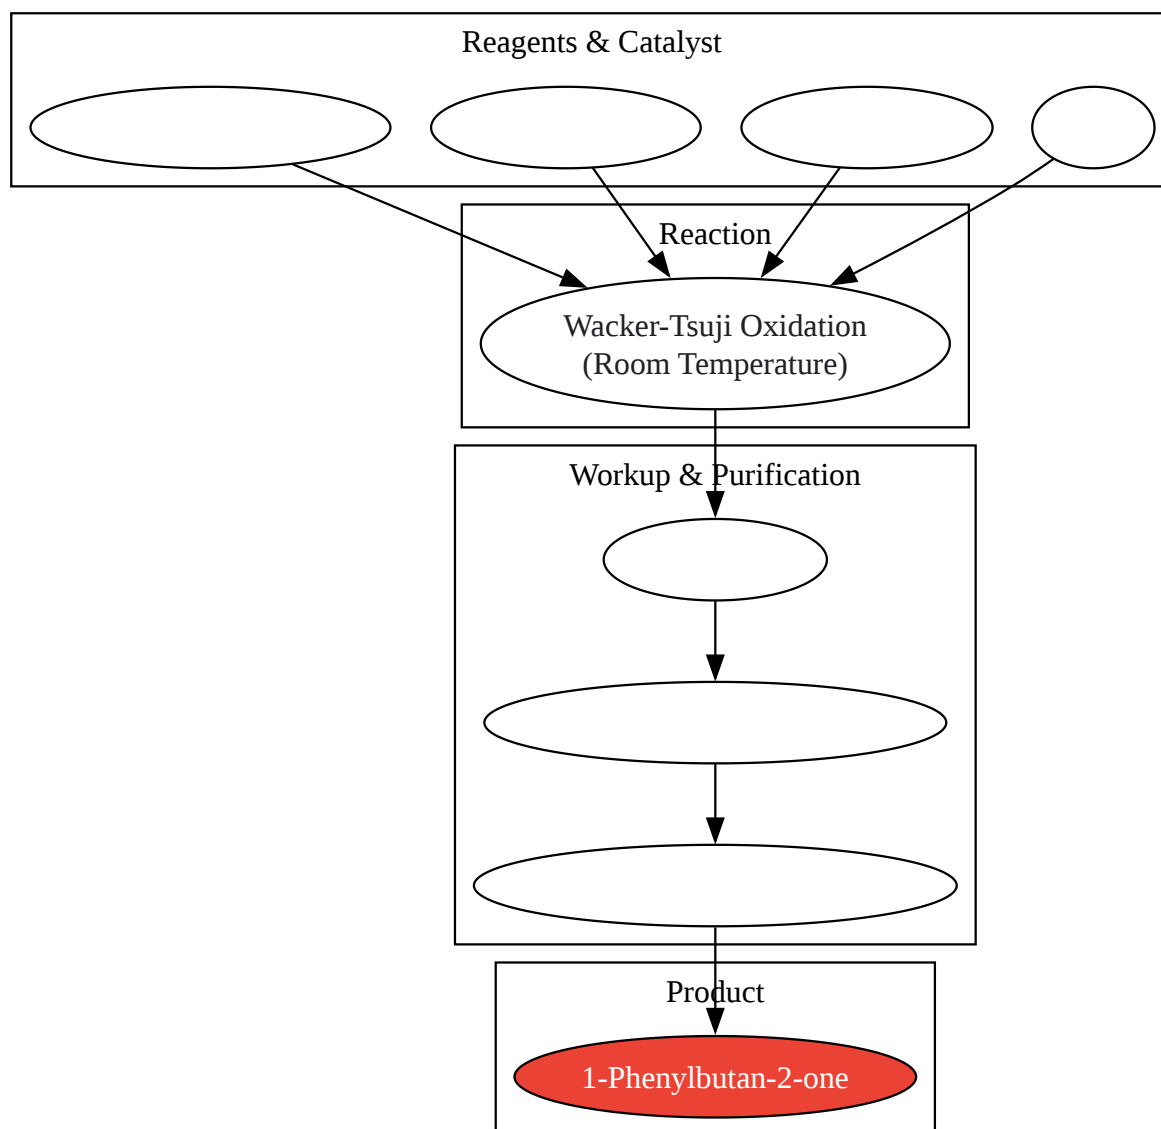 Reagents & Catalyst
Reaction
Wacker-Tsuji Oxidation
(Room Temperature)
Workup & Purification
Product
1-Phenylbutan-2-one